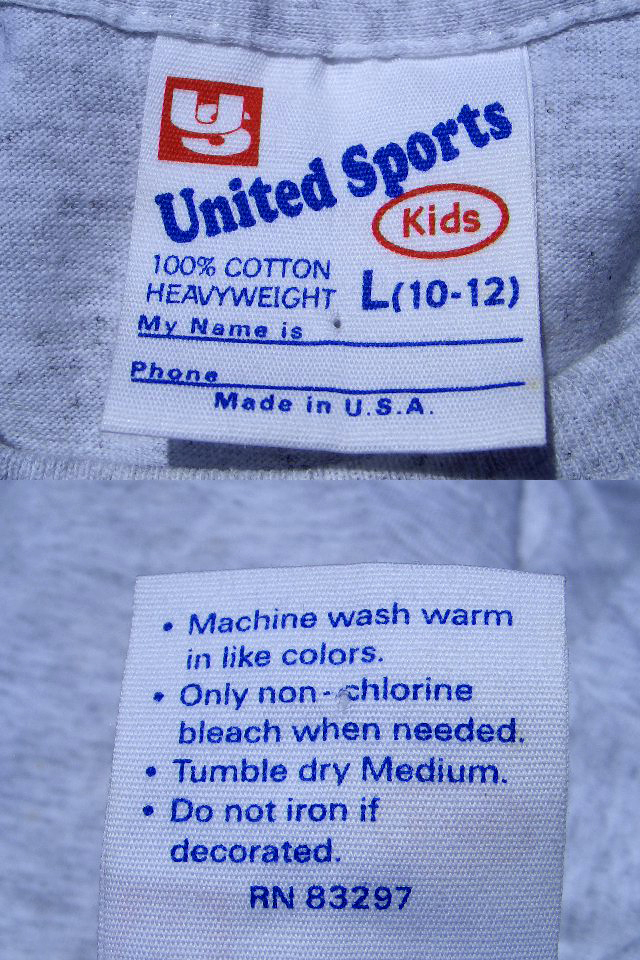 US
United Sports
Kids
100% COTTON
HEAVYWEIGHT L(10-12)
My Name is
Phone
Made in U.S.A.
• Machine wash warm
in like colors.
• Only non-chlorine
bleach when needed.
• Tumble dry Medium.
• Do not iron if
decorated.
RN 83297